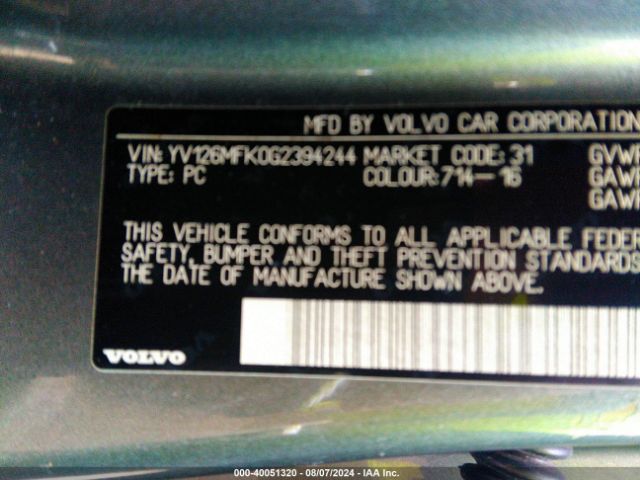 MFD BY VOLVO CAR CORPORATION
VIN: YV126MFK0G2394244 MARKET CODE: 31 GVWR
TYPE: PC COLOUR: 714-16 GAWR
GAWR
THIS VEHICLE CONFORMS TO ALL APPLICABLE FEDER
SAFETY, BUMPER AND THEFT PREVENTION STANDARDS
THE DATE OF MANUFACTURE SHOWN ABOVE.
VOLVO
000-40051320 - 08/07/2024 - IAA Inc.